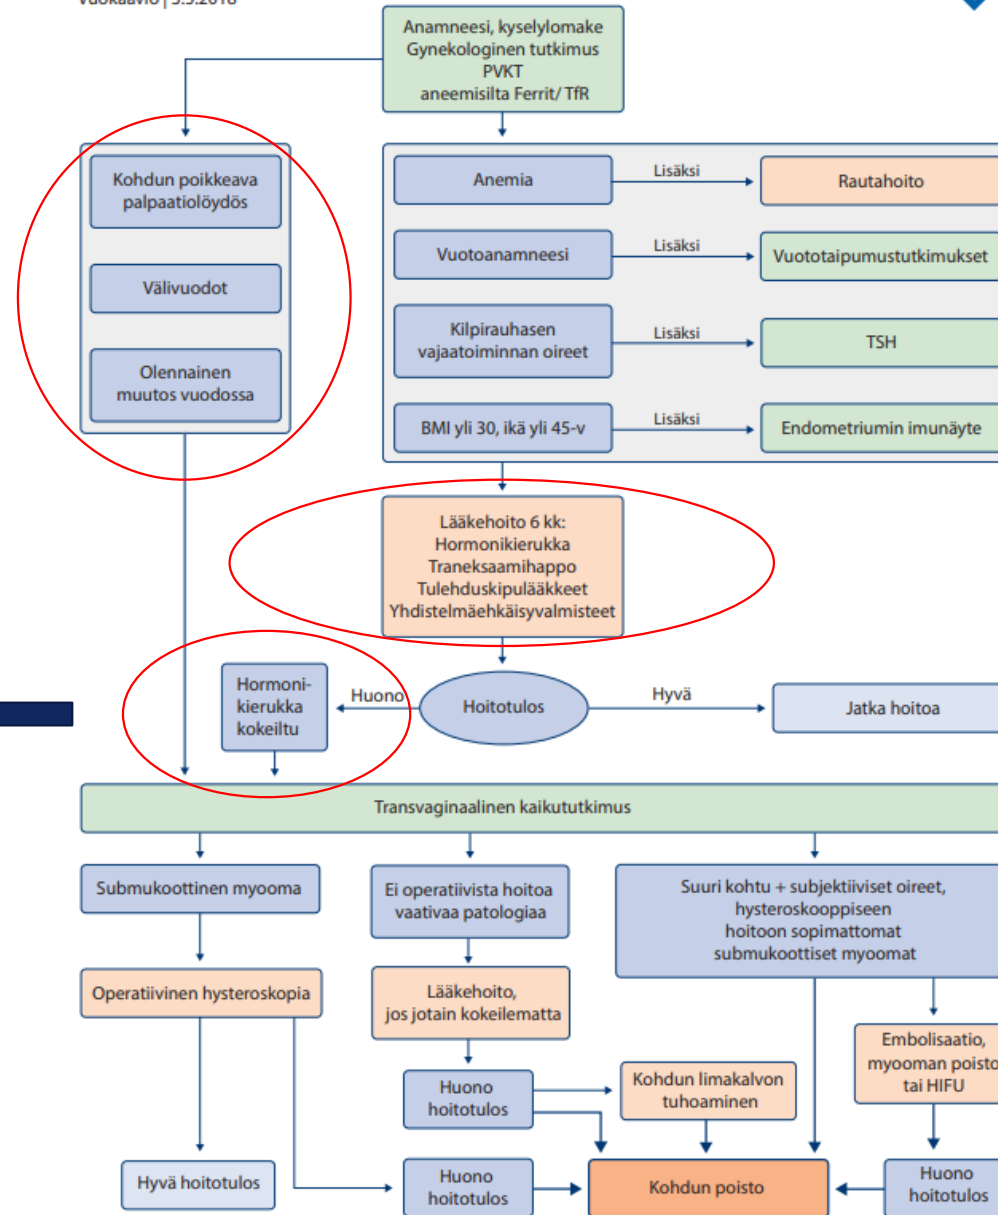 Vuokaavio | 3.5.2018
Anamneesi, kyselylomake
Gynekologinen tutkimus
PVKT
aneemisilta Ferrit/ TfR
Kohdun poikkeava
palpaatiolöydös
Välivuodot
Olennainen
muutos vuodossa
Anemia
Lisäksi
Rautahoito
Vuotoanamneesi
Lisäksi
Vuototaipumustutkimukset
Kilpirauhasen
vajaatoiminnan oireet
Lisäksi
TSH
BMI yli 30, ikä yli 45-v
Lisäksi
Endometriumin imunäyte
Lääkehoito 6 kk:
Hormonikierukka
Traneksaamihappo
Tulehduskipulääkkeet
Yhdistelmäehkäisyvalmisteet
Hormoni-
kierukka
kokeiltu
Huono
Hoitotulos
Hyvä
Jatka hoitoa
Transvaginaalinen kaikututkimus
Submukoottinen myooma
Ei operatiivista hoitoa
vaativaa patologiaa
Suuri kohtu + subjektiiviset oireet,
hysteroskooppiseen
hoitoon sopimattomat
submukoottiset myoomat
Operatiivinen hysteroskopia
Lääkehoito,
jos jotain kokeilematta
Embolisaatio,
myooman poisto
tai HIFU
Huono
hoitotulos
Kohdun limakalvon
tuhoaminen
Hyvä hoitotulos
Huono
hoitotulos
Kohdun poisto
Huono
hoitotulos